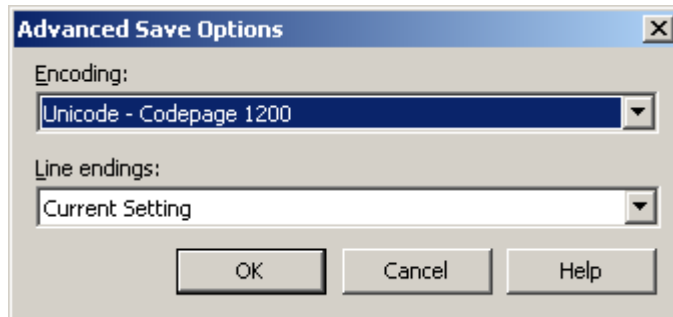 Advanced Save Options
Encoding:
Unicode - Codepage 1200
Line endings:
Current Setting
OK Cancel Help